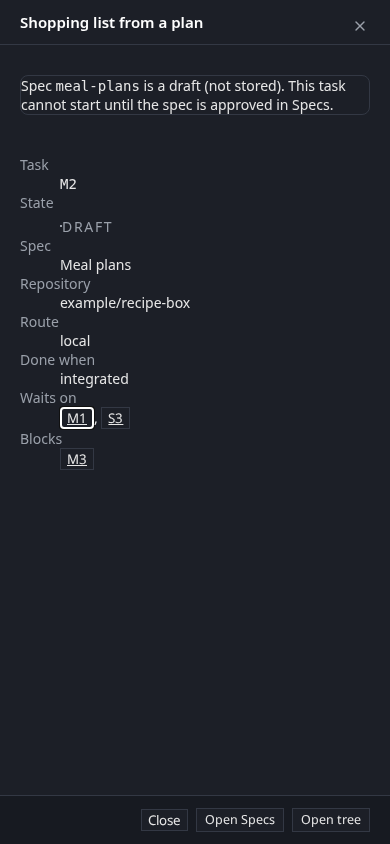 Shopping list from a plan
×
Spec meal-plans is a draft (not stored). This task
cannot start until the spec is approved in Specs.
Task
M2
State
·DRAFT
Spec
Meal plans
Repository
example/recipe-box
Route
local
Done when
integrated
Waits on
M1, S3
Blocks
M3
Close Open Specs Open tree